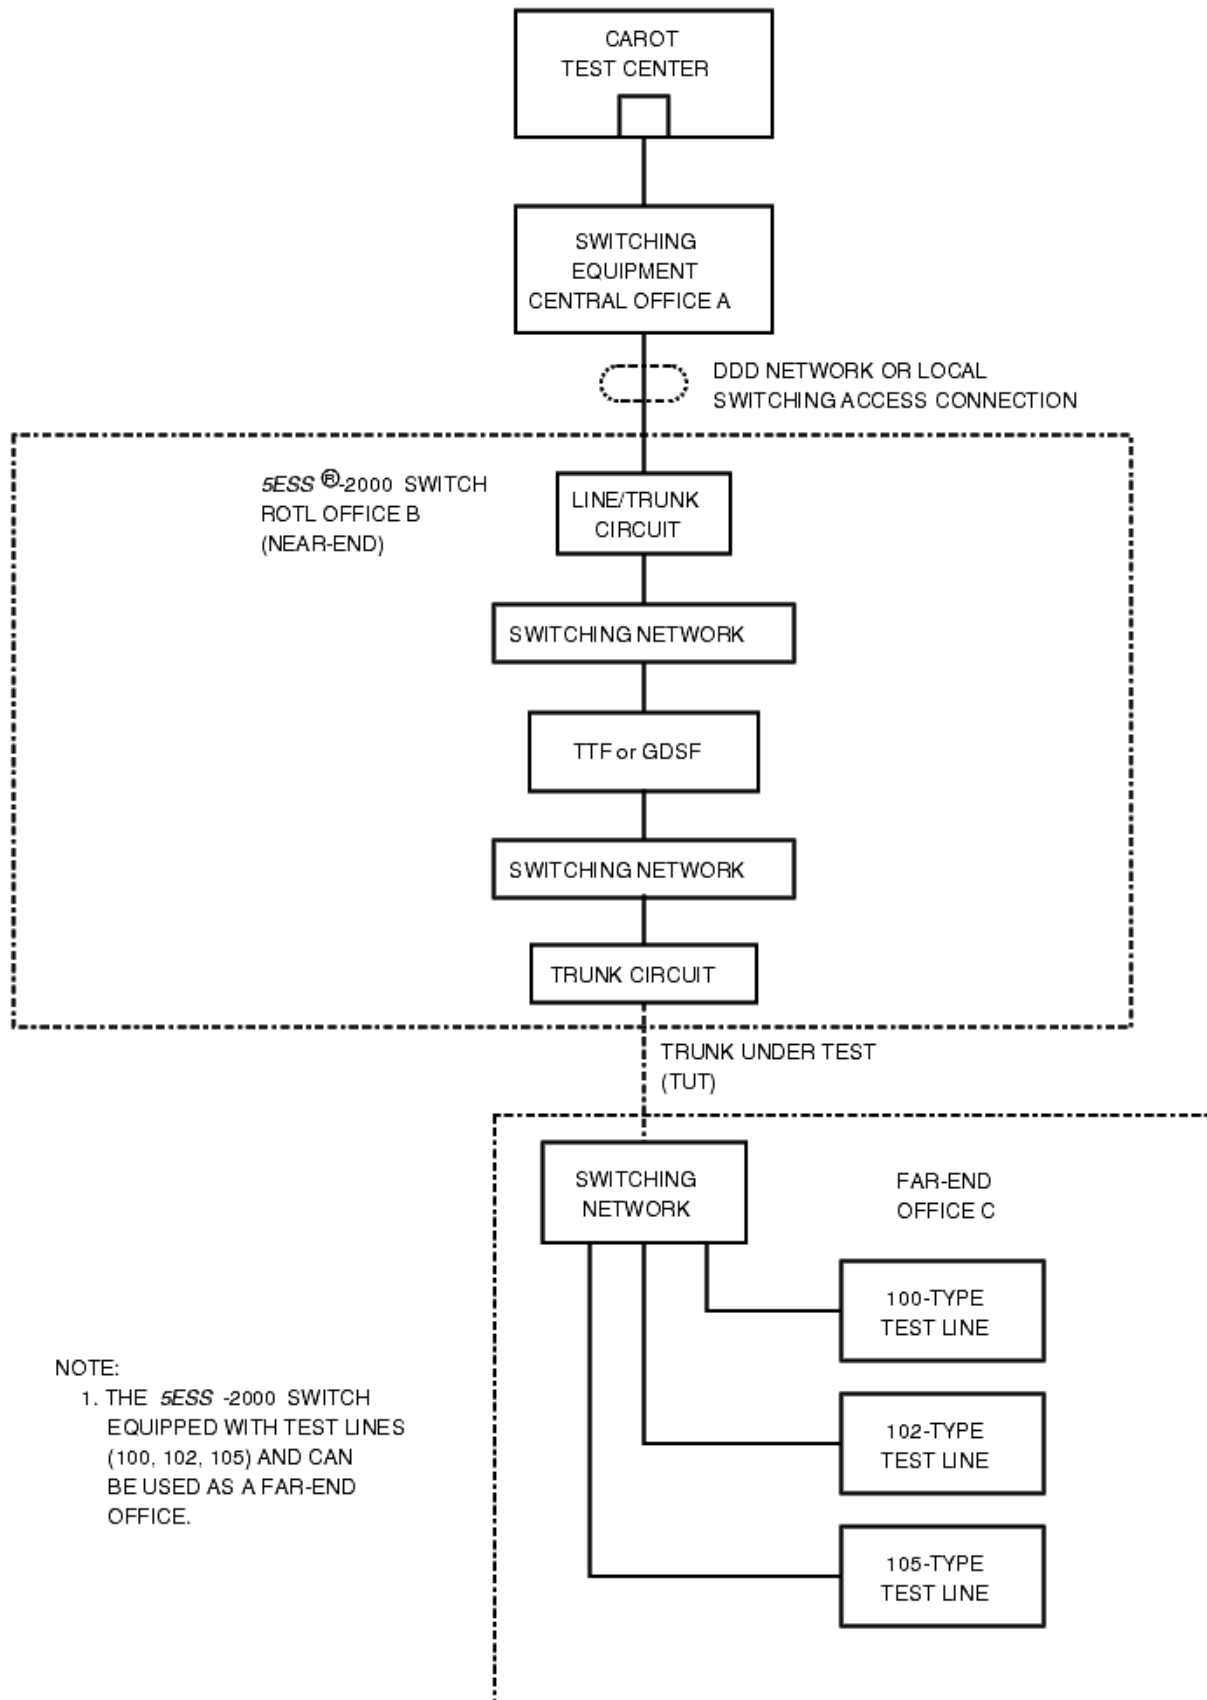 CAROT
TEST CENTER
SWITCHING
EQUIPMENT
CENTRAL OFFICE A
DDD NETWORK OR LOCAL
SWITCHING ACCESS CONNECTION
5ESS ®-2000 SWITCH
ROTL OFFICE B
(NEAR-END)
LINE/TRUNK
CIRCUIT
SWITCHING NETWORK
TTF or GDSF
SWITCHING NETWORK
TRUNK CIRCUIT
TRUNK UNDER TEST
(TUT)
SWITCHING
NETWORK
FAR-END
OFFICE C
100-TYPE
TEST LINE
102-TYPE
TEST LINE
105-TYPE
TEST LINE
NOTE:
1. THE 5ESS -2000 SWITCH
EQUIPPED WITH TEST LINES
(100, 102, 105) AND CAN
BE USED AS A FAR-END
OFFICE.